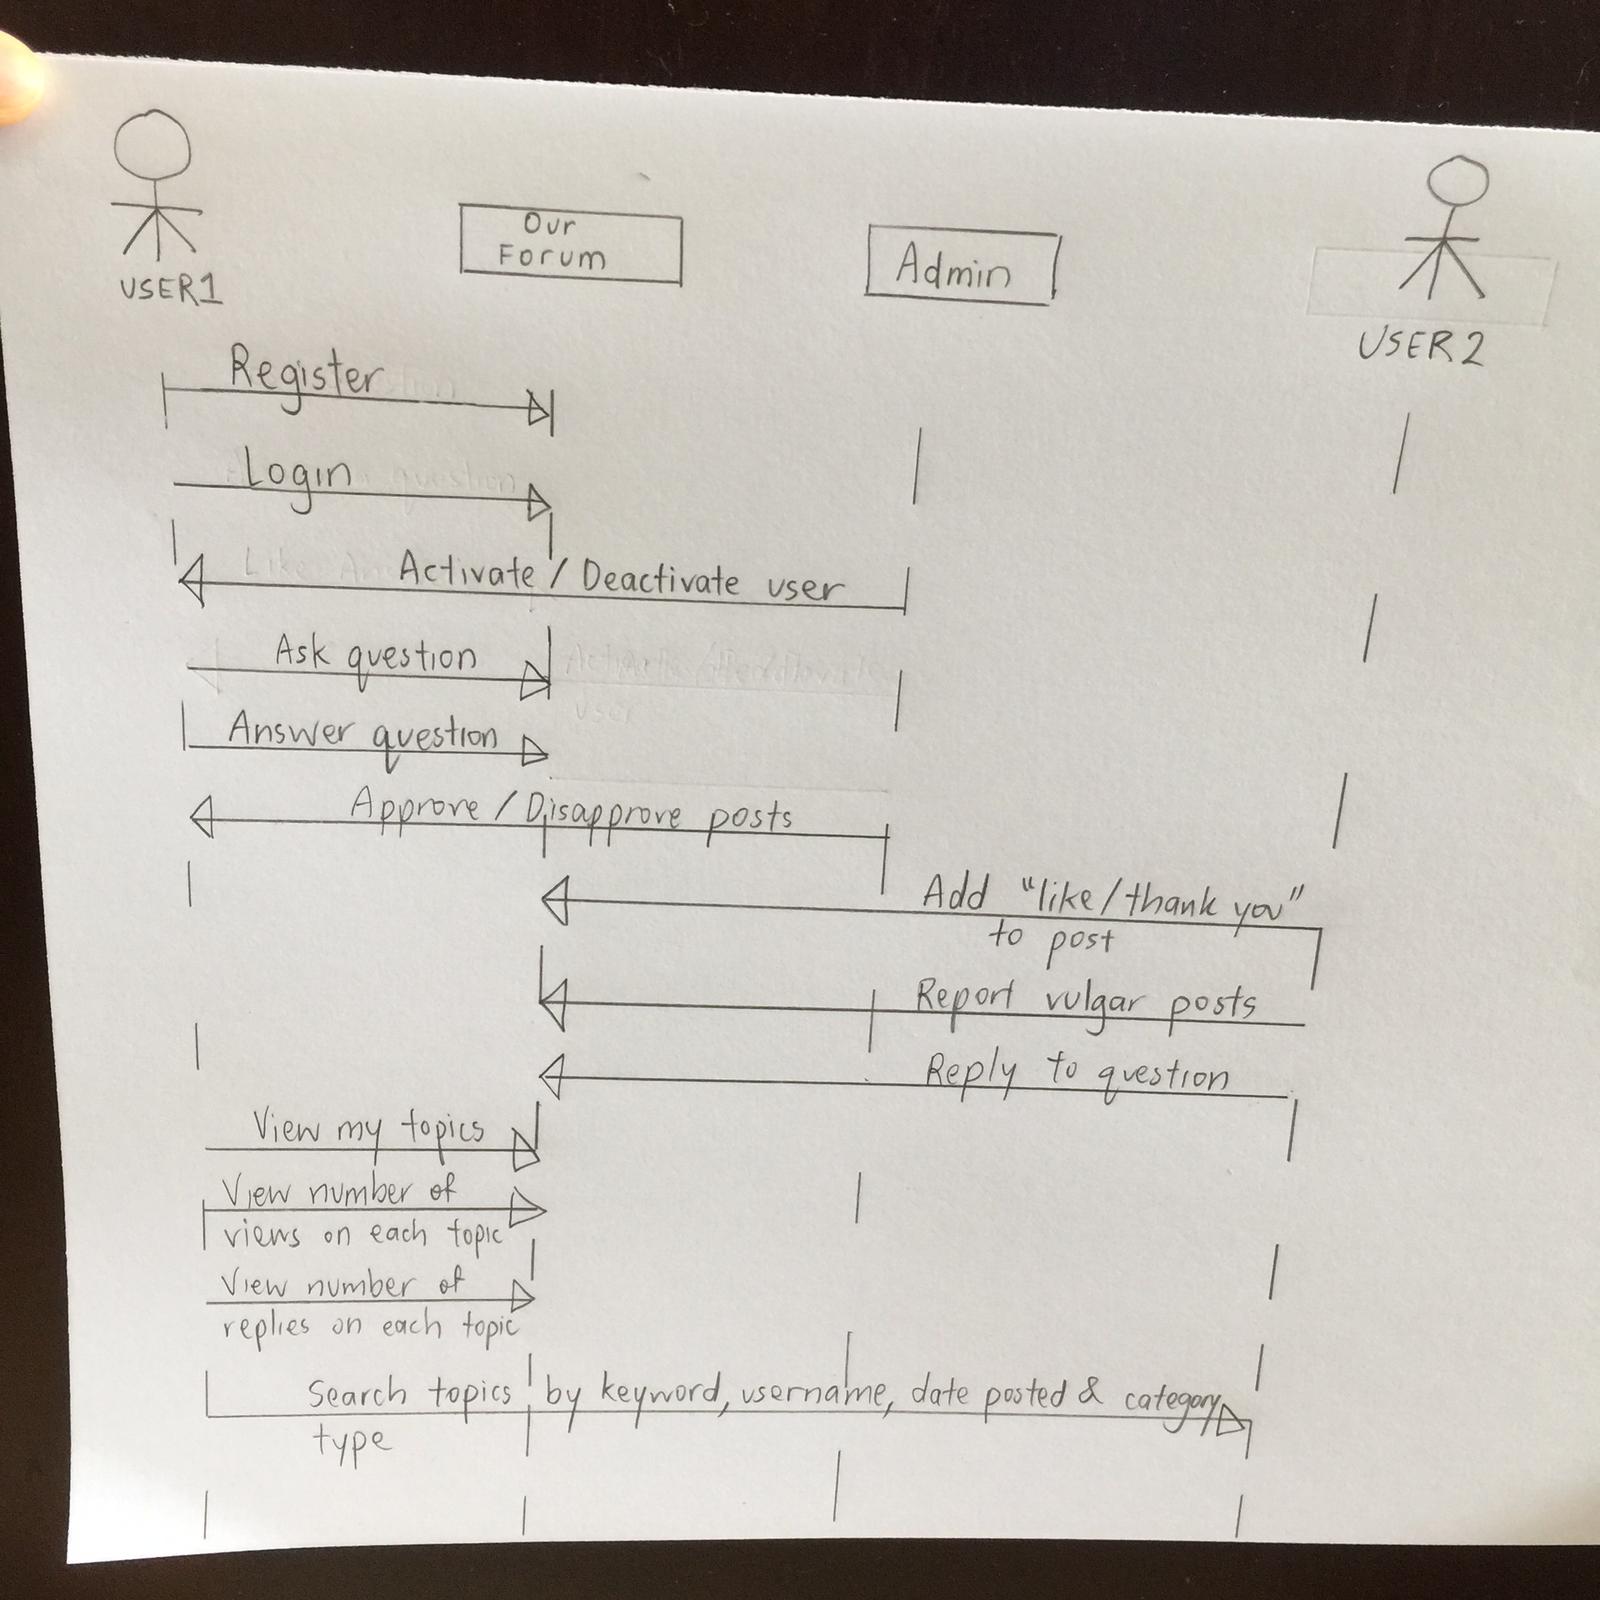 USER1
Our
Forum
Admin
USER2
Register
Login
Activate / Deactivate user
Ask question
Answer question
Approve / Disapprove posts
Add "like/thank you"
to post
Report vulgar posts
Reply to question
View my topics
View number of
views on each topic
View number of
replies on each topic
Search topics by keyword, username, date posted & category
type